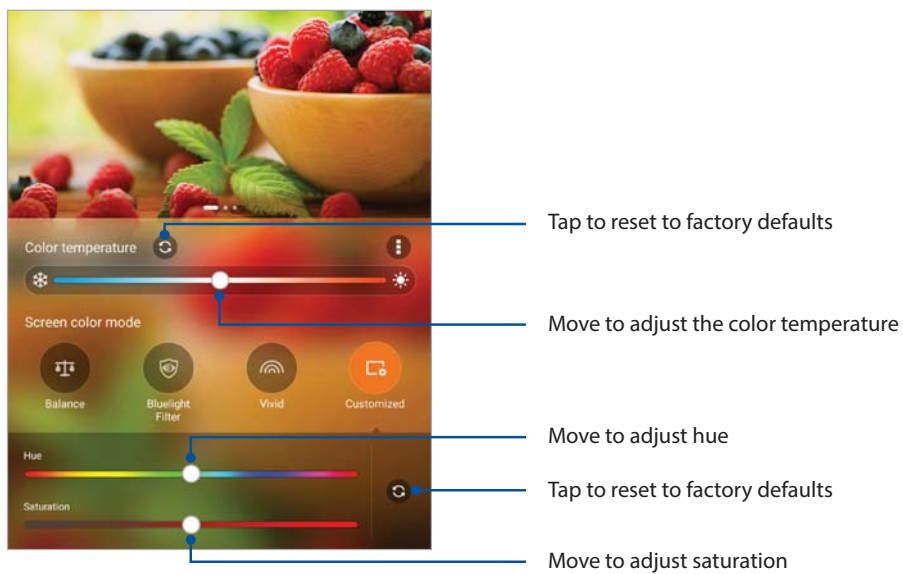 Tap to reset to factory defaults
Color temperature
Move to adjust the color temperature
Screen color mode
Balance
Bluelight
Filter
Vivid
Customized
Move to adjust hue
Hue
Tap to reset to factory defaults
Saturation
Move to adjust saturation